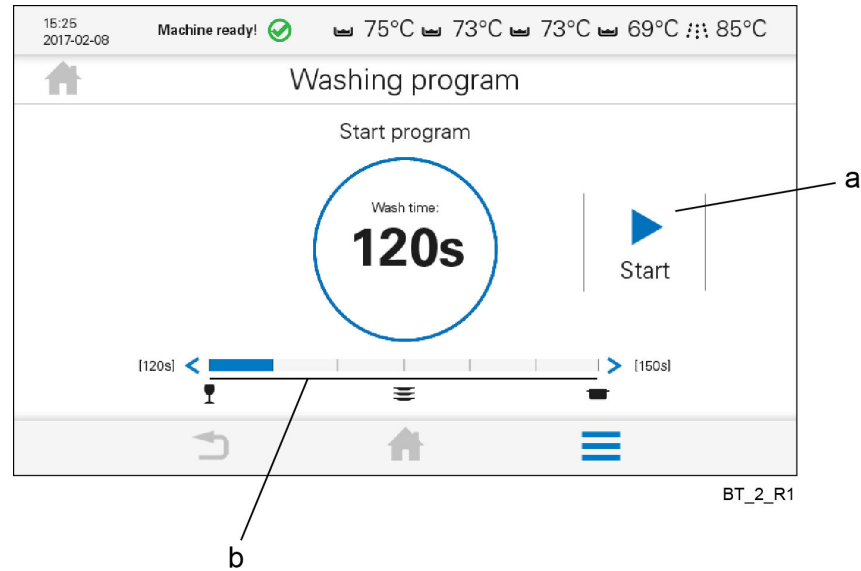 15:25
2017-02-08
Machine ready!
75°C 73°C 73°C 69°C 85°C
Washing program
Start program
Wash time:
120s
Start
a
[120s]
[150s]
BT_2_R1
b